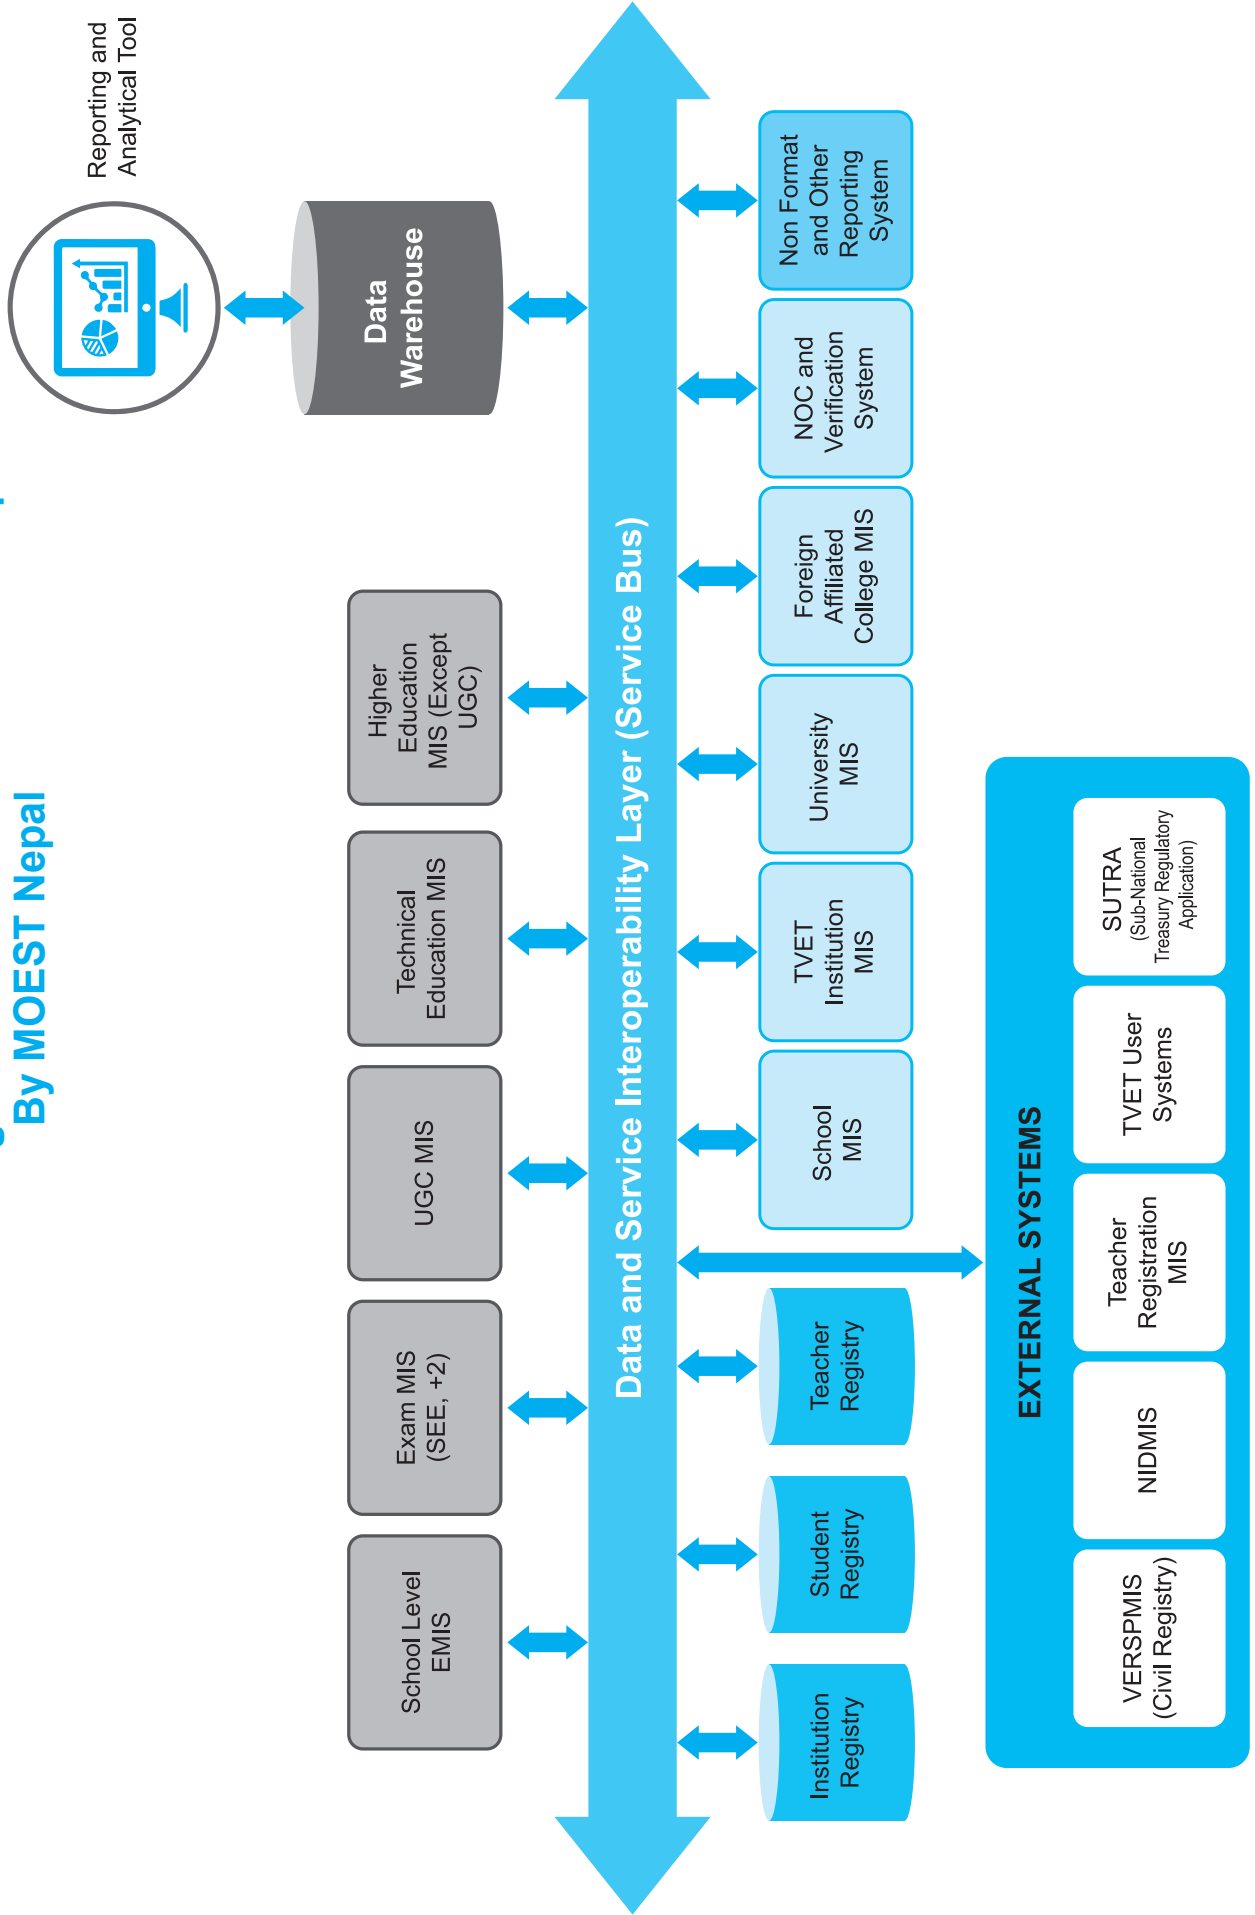 By MOEST Nepal
Reporting and
Analytical Tool
Data
Warehouse
School Level
EMIS
Exam MIS
(SEE, +2)
UGC MIS
Technical
Education MIS
Higher
Education
MIS (Except
UGC)
Data and Service Interoperability Layer (Service Bus)
Institution
Registry
Student
Registry
Teacher
Registry
School
MIS
TVET
Institution
MIS
University
MIS
Foreign
Affiliated
College MIS
NOC and
Verification
System
Non Format
and Other
Reporting
System
EXTERNAL SYSTEMS
VERSPMIS
(Civil Registry)
NIDMIS
Teacher
Registration
MIS
TVET User
Systems
SUTRA
(Sub-National
Treasury Regulatory
Application)